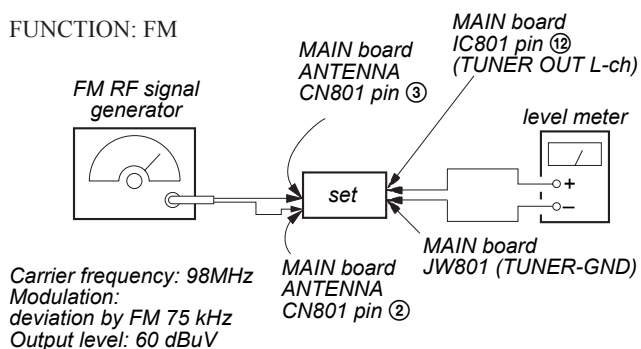 FUNCTION: FM
FM RF signal
generator
MAIN board
ANTENNA
CN801 pin ③
MAIN board
IC801 pin ⑫
(TUNER OUT L-ch)
level meter
set
+
–
Carrier frequency: 98MHz
Modulation:
deviation by FM 75 kHz
Output level: 60 dBuV
MAIN board
ANTENNA
CN801 pin ②
MAIN board
JW801 (TUNER-GND)